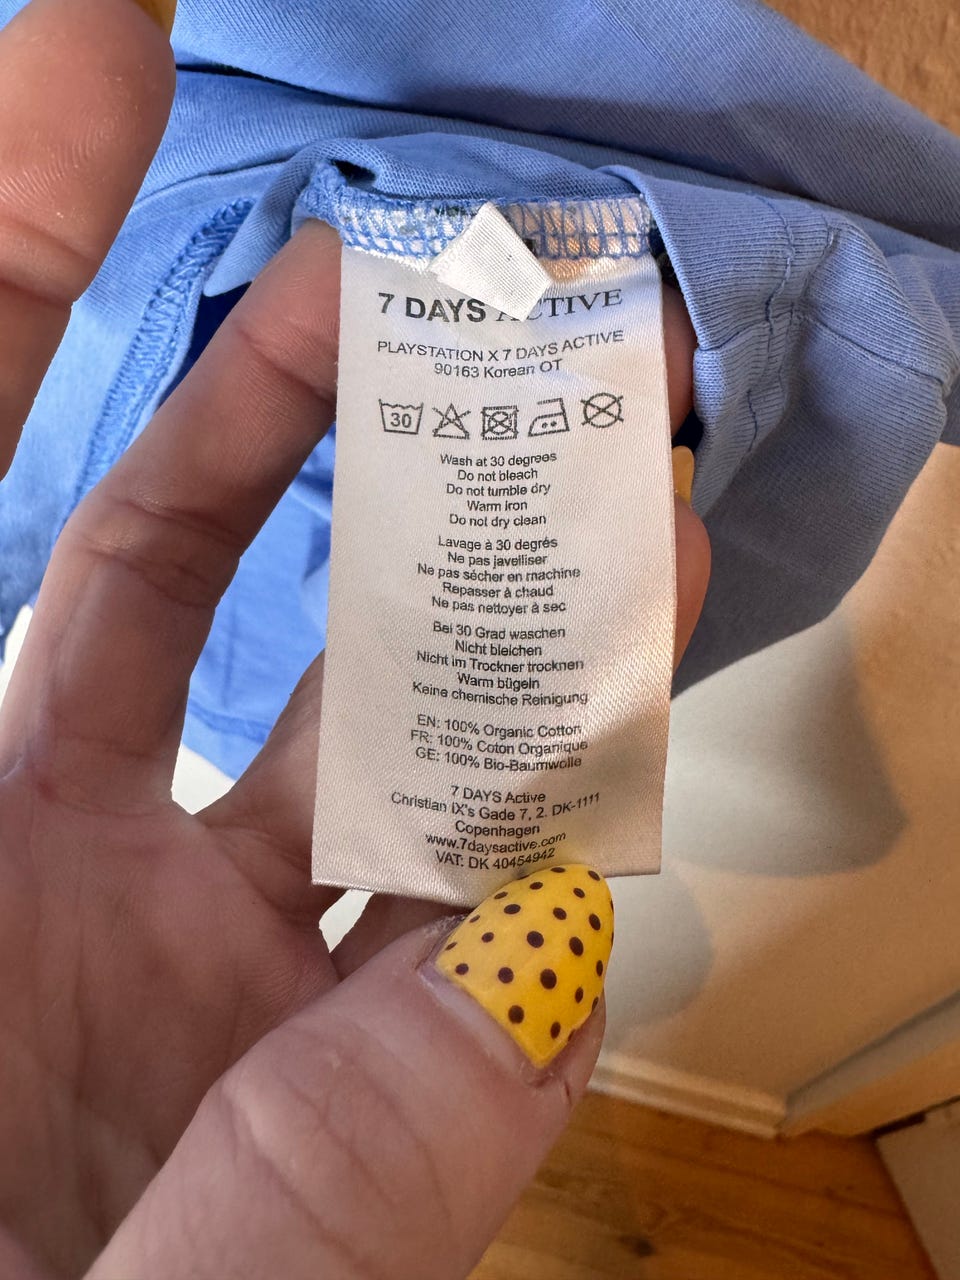 7 DAYS ACTIVE
PLAYSTATION X 7 DAYS ACTIVE
90163 Korean OT
30
Wash at 30 degrees
Do not bleach
Do not tumble dry
Warm iron
Do not dry clean
Lavage à 30 degrés
Ne pas javelliser
Ne pas sécher en machine
Repasser à chaud
Ne pas nettoyer à sec
Bei 30 Grad waschen
Nicht bleichen
Nicht im Trockner trocknen
Warm bügeln
Keine chemische Reinigung
EN: 100% Organic Cotton
FR: 100% Coton Organique
GE: 100% Bio-Baumwolle
7 DAYS Active
Christian IX's Gade 7, 2. DK-1111
Copenhagen
www.7daysactive.com
VAT: DK 40454942